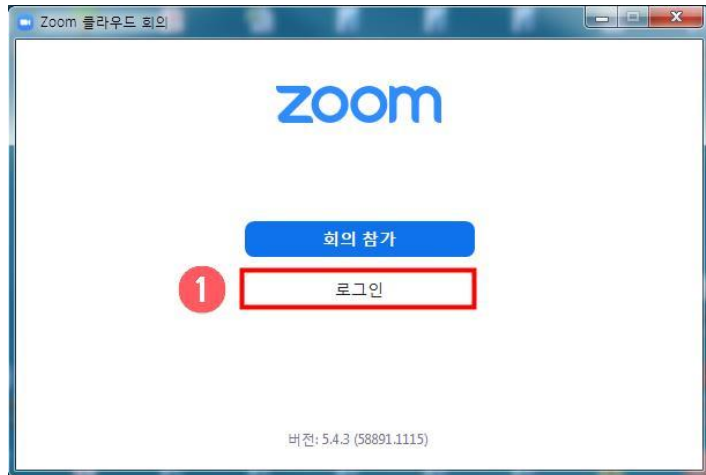 Zoom 클라우드 회의
zoom
회의 참가
1
로그인
버전: 5.4.3 (58891.1115)